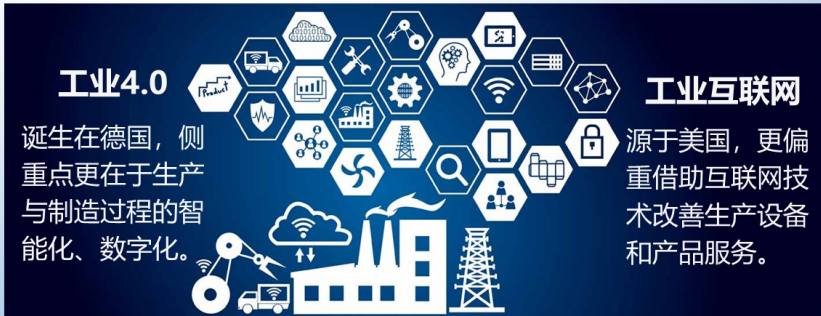 工业4.0
诞生在德国，侧
重点更在于生产
与制造过程的智
能化、数字化。
Product
工业互联网
源于美国，更偏
重借助互联网技
术改善生产设备
和产品服务。